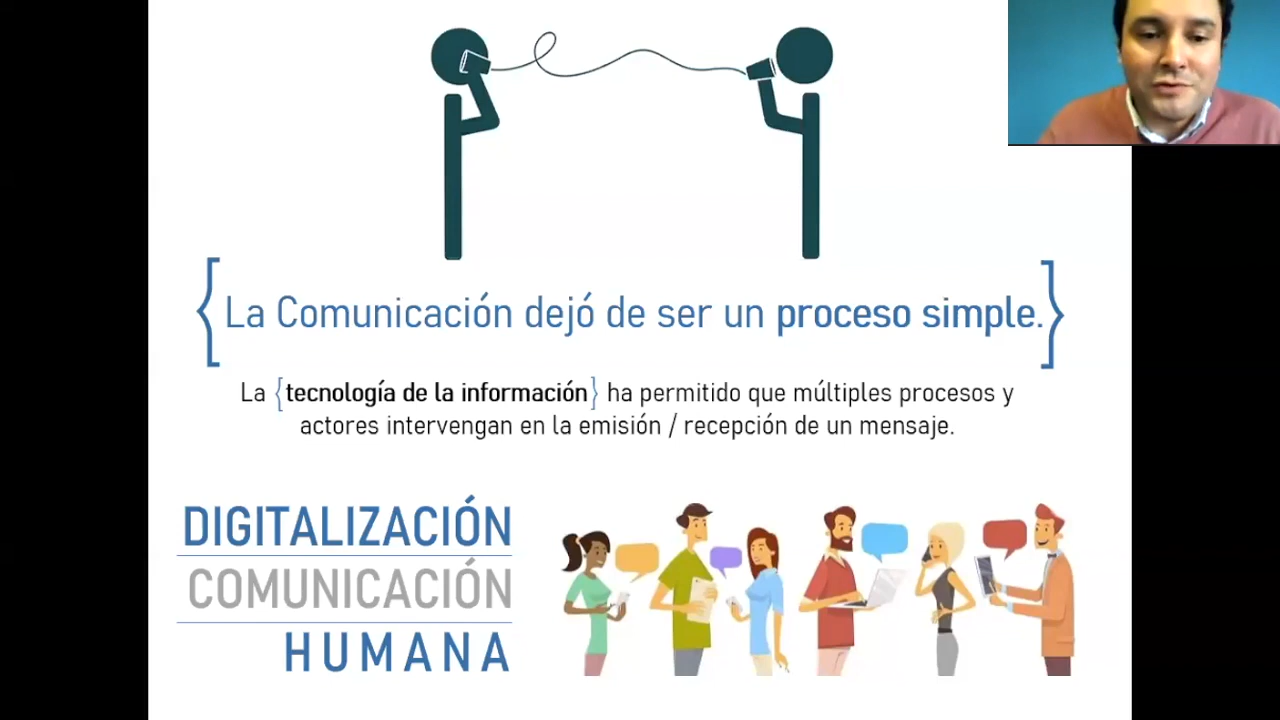 {La Comunicación dejó de ser un proceso simple.}
La {tecnología de la información} ha permitido que múltiples procesos y
actores intervengan en la emisión / recepción de un mensaje.
DIGITALIZACIÓN
COMUNICACIÓN
HUMANA